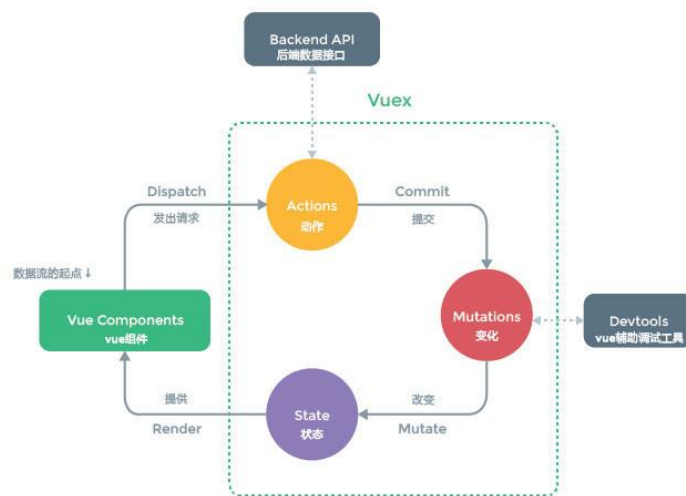 Backend API
后端数据接口
Vuex
Dispatch
发出请求
Actions
动作
Commit
提交
数据流的起点↓
Vue Components
vue组件
Mutations
变化
Devtools
vue辅助调试工具
提供
Render
State
状态
改变
Mutate